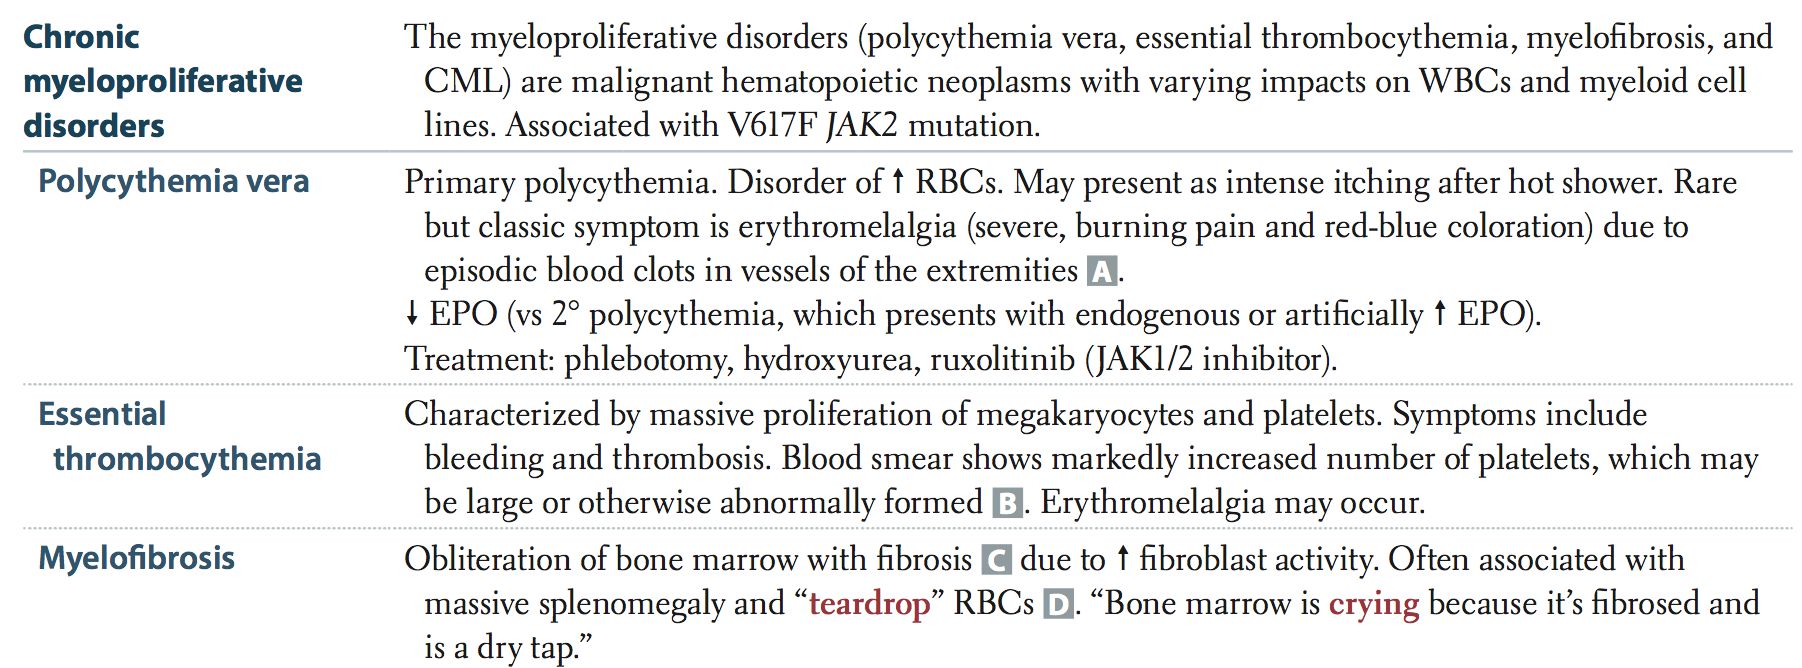 Chronic myeloproliferative disorders
The myeloproliferative disorders (polycythemia vera, essential thrombocythemia, myelofibrosis, and
CML) are malignant hematopoietic neoplasms with varying impacts on WBCs and myeloid cell
lines. Associated with V617F JAK2 mutation.
Polycythemia vera
Primary polycythemia. Disorder of ↑ RBCs. May present as intense itching after hot shower. Rare
but classic symptom is erythromelalgia (severe, burning pain and red-blue coloration) due to
episodic blood clots in vessels of the extremities A.
↓ EPO (vs 2° polycythemia, which presents with endogenous or artificially ↑ EPO).
Treatment: phlebotomy, hydroxyurea, ruxolitinib (JAK1/2 inhibitor).
Essential thrombocythemia
Characterized by massive proliferation of megakaryocytes and platelets. Symptoms include
bleeding and thrombosis. Blood smear shows markedly increased number of platelets, which may
be large or otherwise abnormally formed B. Erythromelalgia may occur.
Myelofibrosis
Obliteration of bone marrow with fibrosis C due to ↑ fibroblast activity. Often associated with
massive splenomegaly and “teardrop” RBCs D. “Bone marrow is crying because it’s fibrosed and
is a dry tap.”